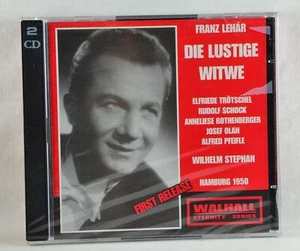 2
CD
FRANZ LEHÁR
DIE LUSTIGE
WITWE
ELFRIEDE TRÖTSCHEL
RUDOLF SCHOCK
ANNELIESE ROTHENBERGER
JOSEF OLAH
ALFRED PFEIFLE
WILHELM STEPHAN
HAMBURG 1950
FIRST RELEASE
WALHALL
ETERNITY SERIES